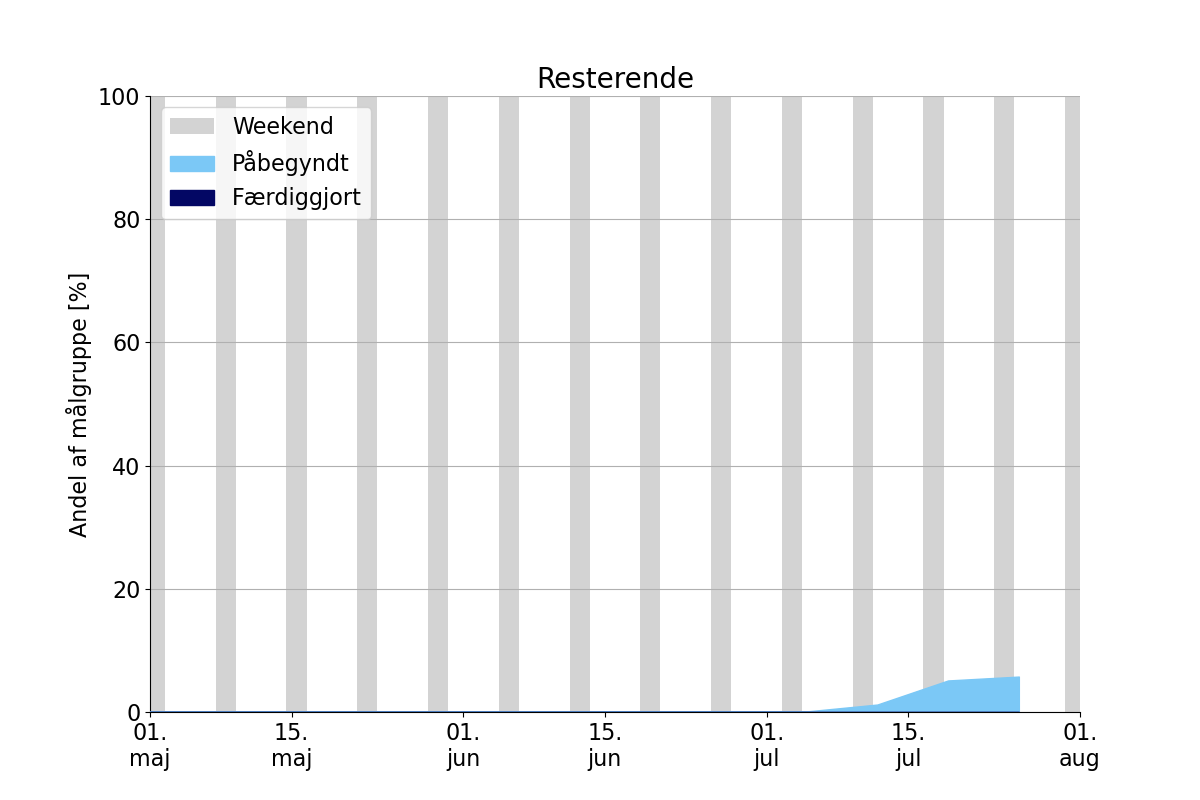 Resterende
100
80
60
40
20
0
Andel af målgruppe [%]
Weekend
Påbegyndt
Færdiggjort
01. 15. 01. 15. 01. 15. 01.
maj maj jun jun jul jul aug